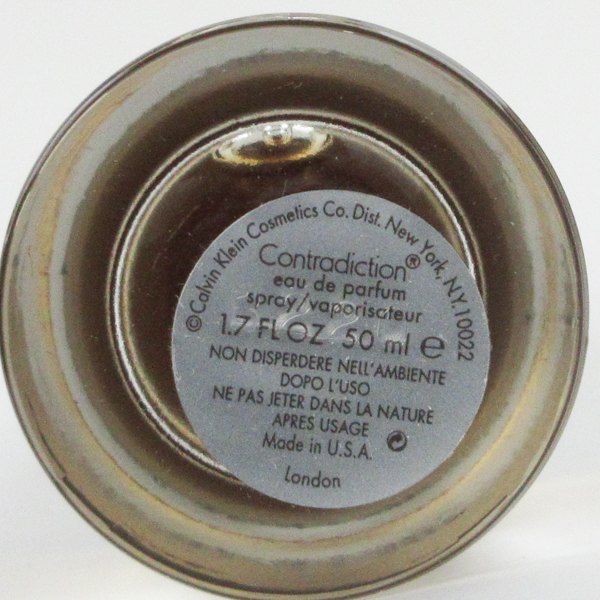 ©Calvin Klein Cosmetics Co. Dist. New York, N.Y. 10022
Contradiction®
eau de parfum
spray/vaporisateur
1.7 FL OZ 50 ml e
NON DISPERDERE NELL'AMBIENTE
DOPO L'USO
NE PAS JETER DANS LA NATURE
APRES USAGE
Made in U.S.A.
London